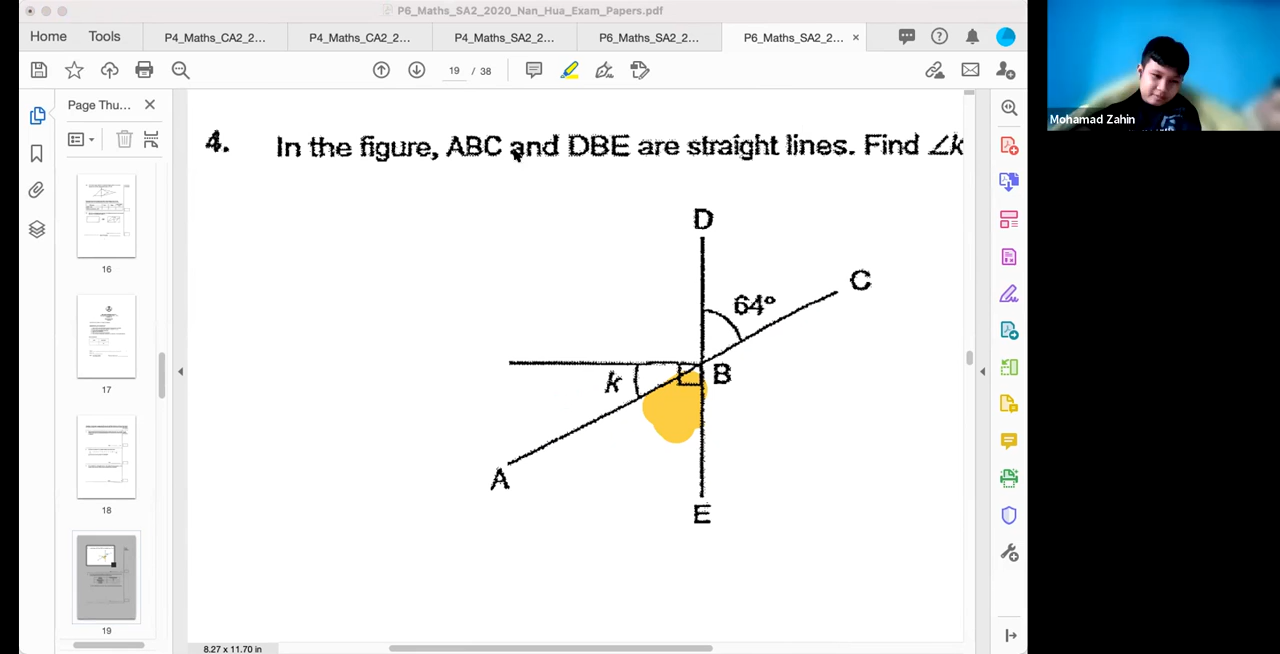 P6_Maths_SA2_2020_Nan_Hua_Exam_Papers.pdf
Home Tools P4_Maths_CA2_2... P4_Maths_CA2_2... P4_Maths_SA2_2... P6_Maths_SA2_2... P6_Maths_SA2_2... ×
19 / 38
Page Thu...
16
17
18
19
4. In the figure, ABC and DBE are straight lines. Find ∠k
D
C
64°
k
B
A
E
8.27 x 11.70 in
Mohamad Zahin